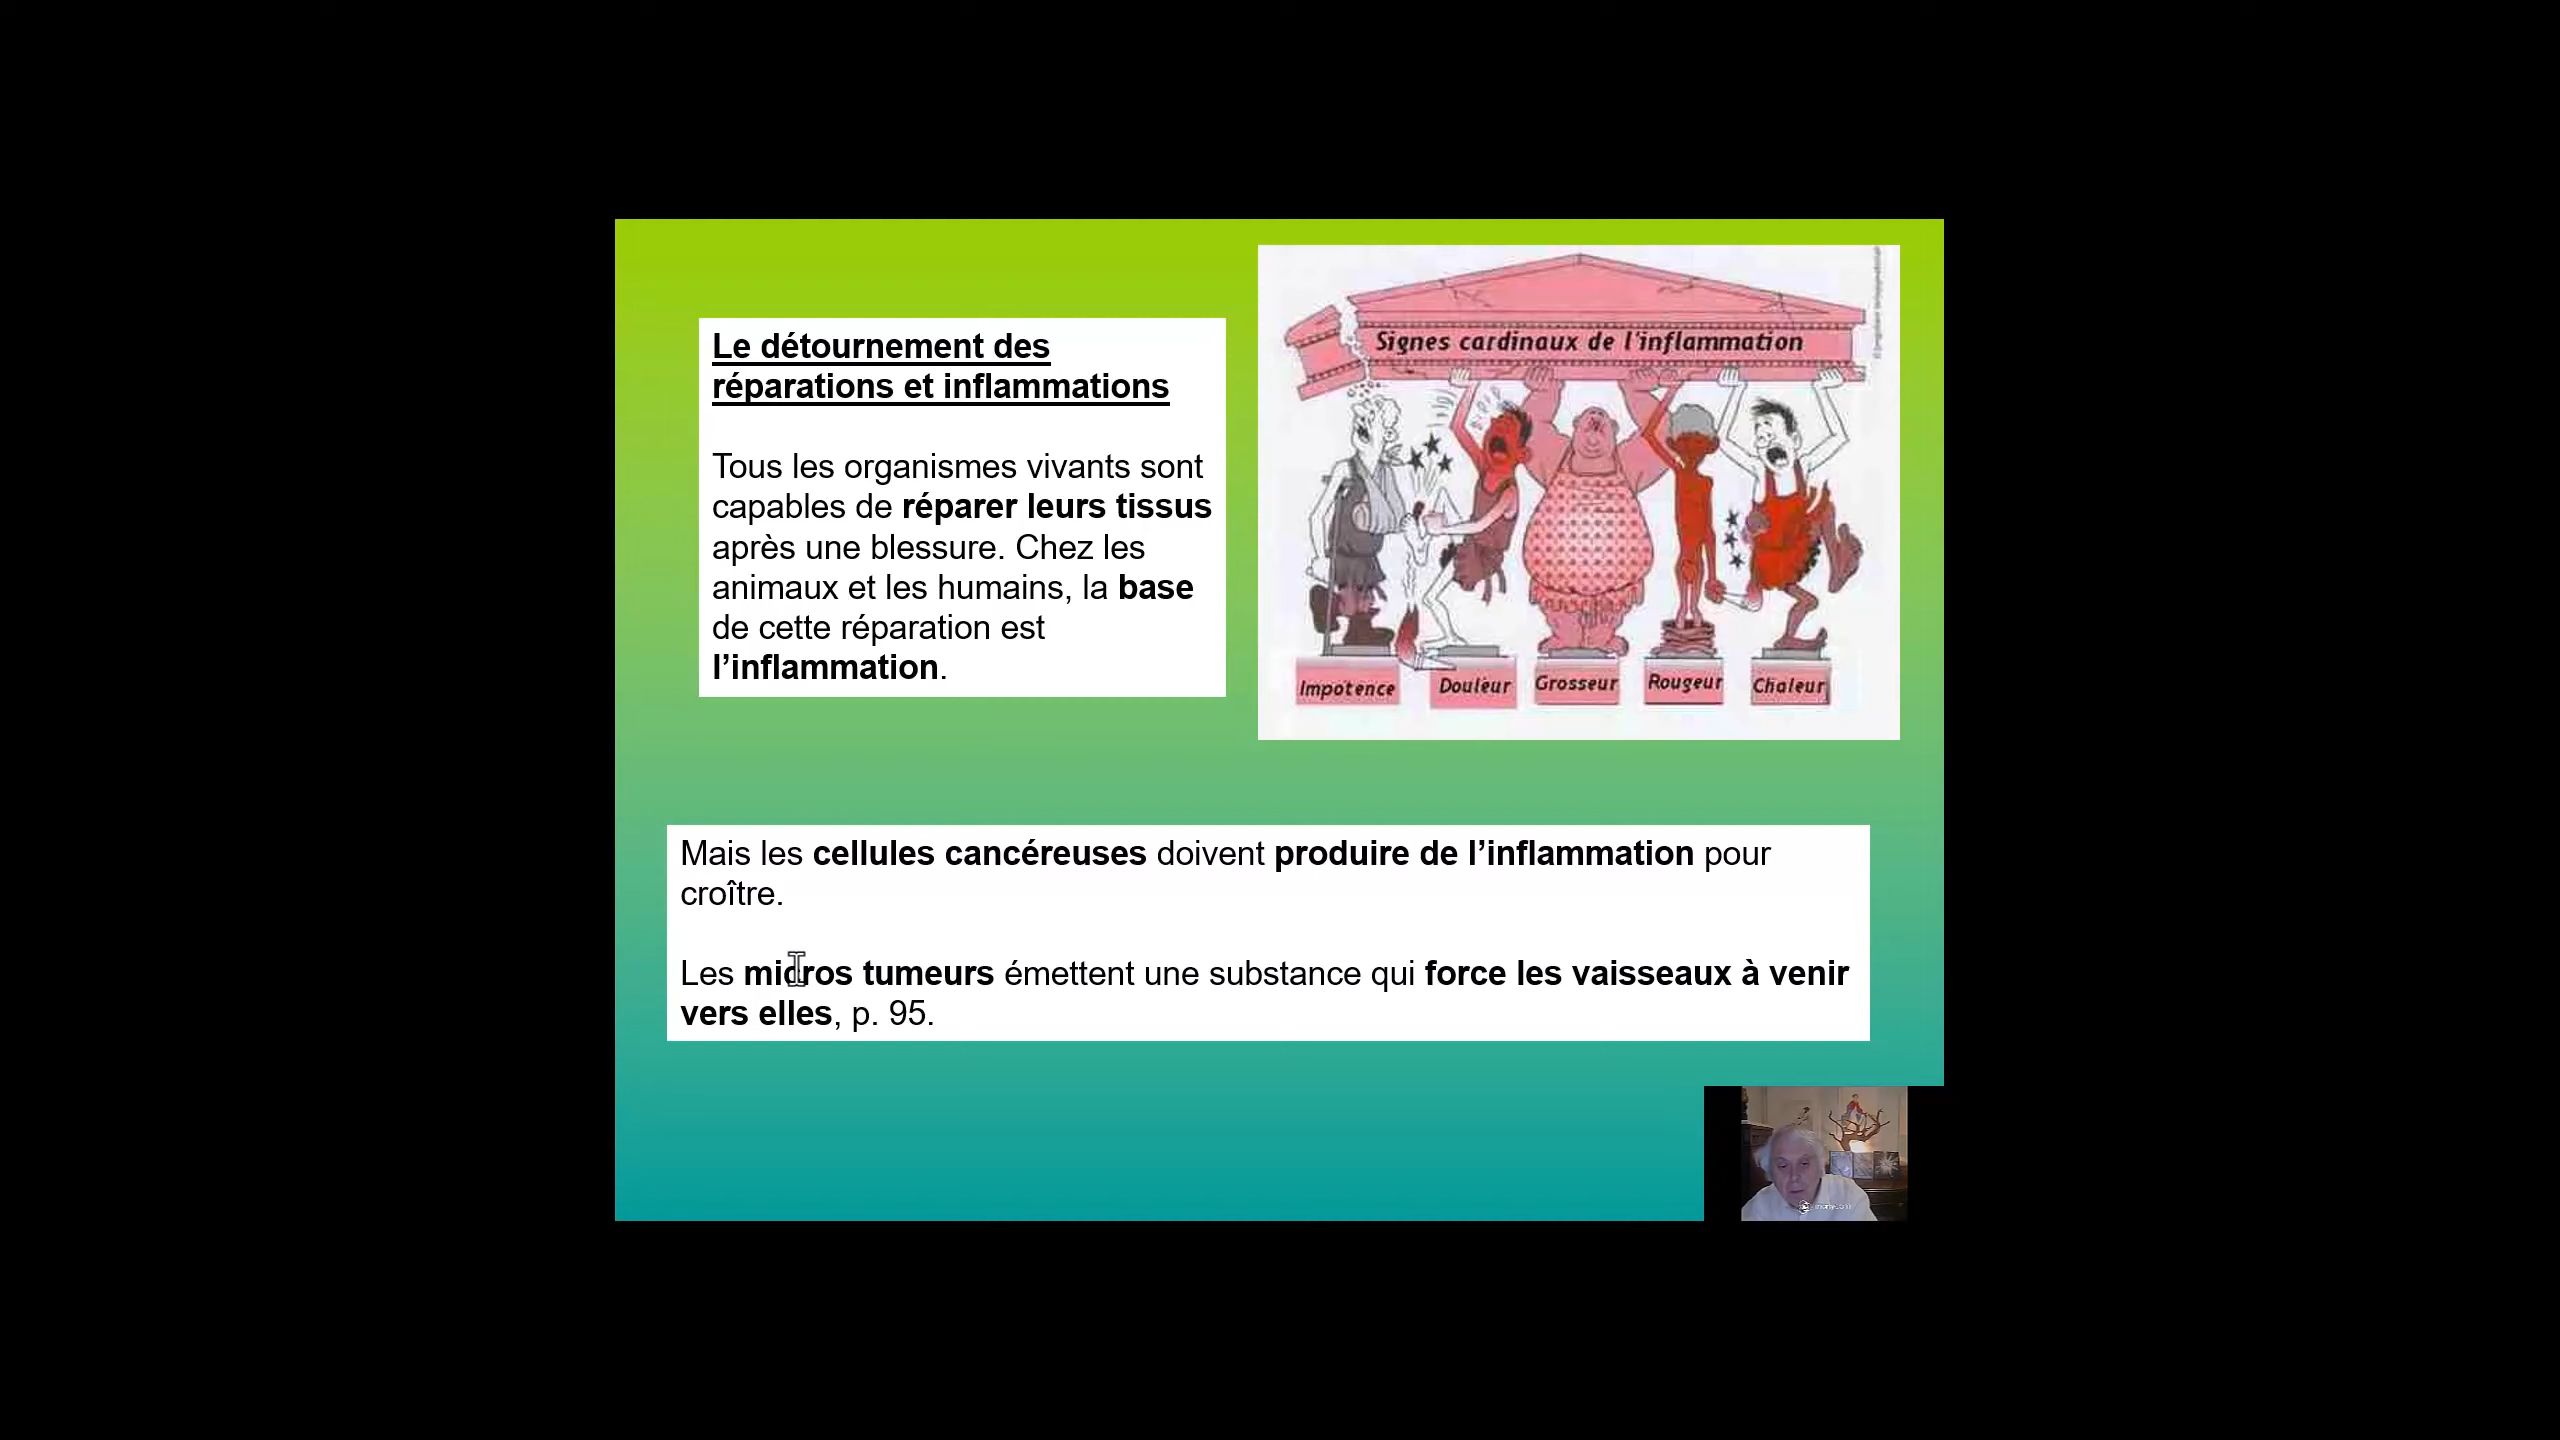 Le détournement des
réparations et inflammations
Tous les organismes vivants sont
capables de réparer leurs tissus
après une blessure. Chez les
animaux et les humains, la base
de cette réparation est
l’inflammation.
Signes cardinaux de l'inflammation
Impotence
Douleur
Grosseur
Rougeur
Chaleur
Mais les cellules cancéreuses doivent produire de l’inflammation pour
croître.
Les micros tumeurs émettent une substance qui force les vaisseaux à venir
vers elles, p. 95.